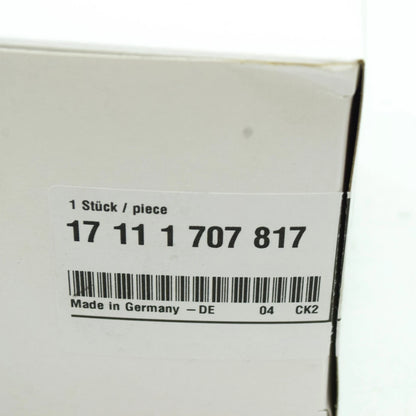 1 Stück / piece
17 11 1 707 817
Made in Germany – DE 04 CK2